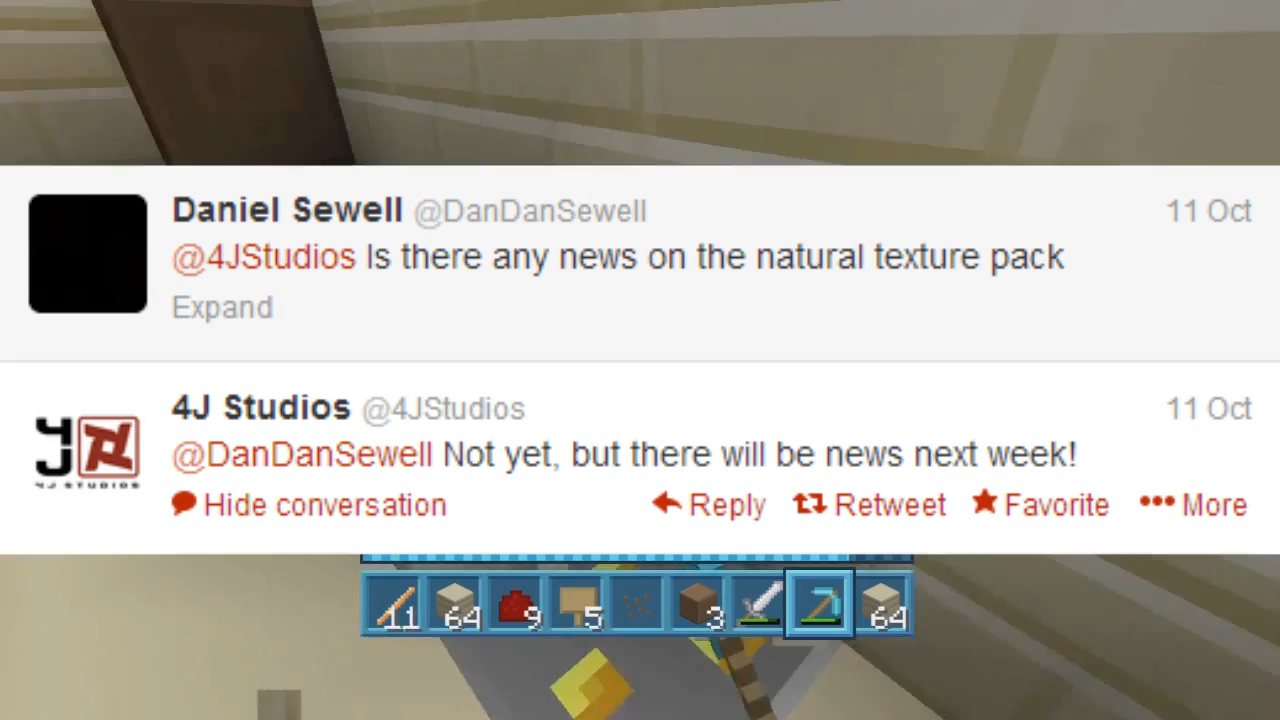 Daniel Sewell @DanDanSewell 11 Oct
@4JStudios Is there any news on the natural texture pack
Expand
4J Studios @4JStudios 11 Oct
4J STUDIOS
@DanDanSewell Not yet, but there will be news next week!
Hide conversation Reply Retweet Favorite More
11 64 9 5 3 64